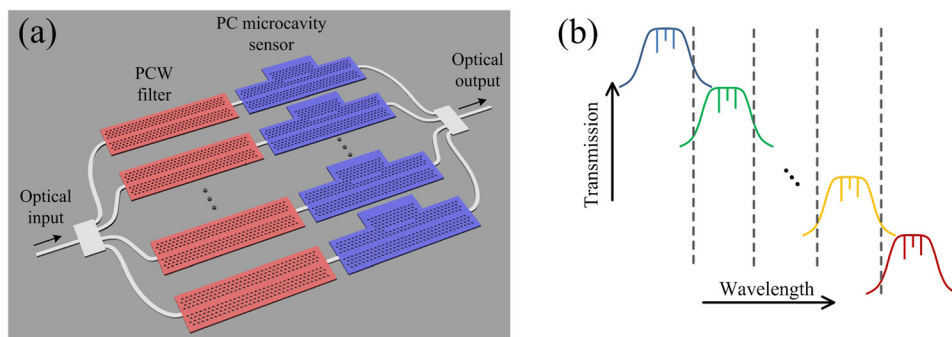 (a)
PC microcavity
sensor
PCW
filter
Optical
output
Optical
input
(b)
Transmission
Wavelength